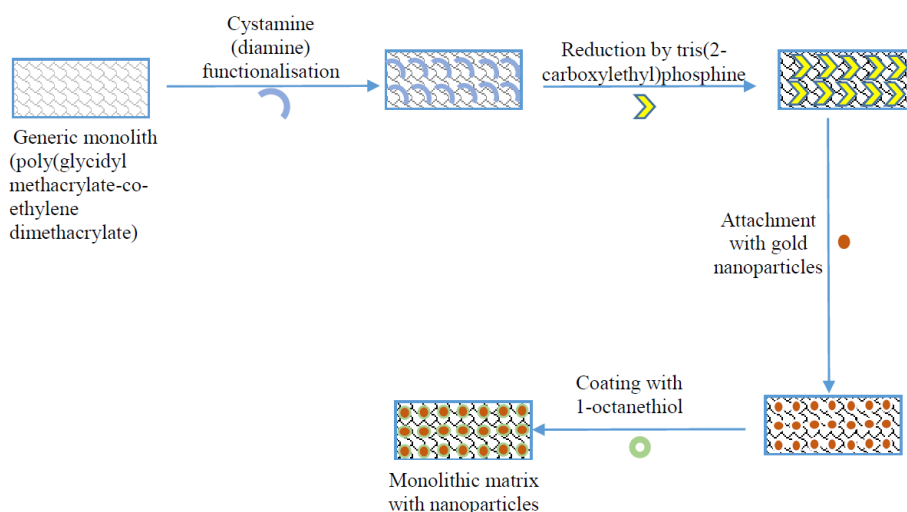 Cystamine
(diamine)
functionalisation
Reduction by tris(2-
carboxylethyl)phosphine
Generic monolith
(poly(glycidyl
methacrylate-co-
ethylene
dimethacrylate)
Attachment
with gold
nanoparticles
Coating with
1-octanethiol
Monolithic matrix
with nanoparticles